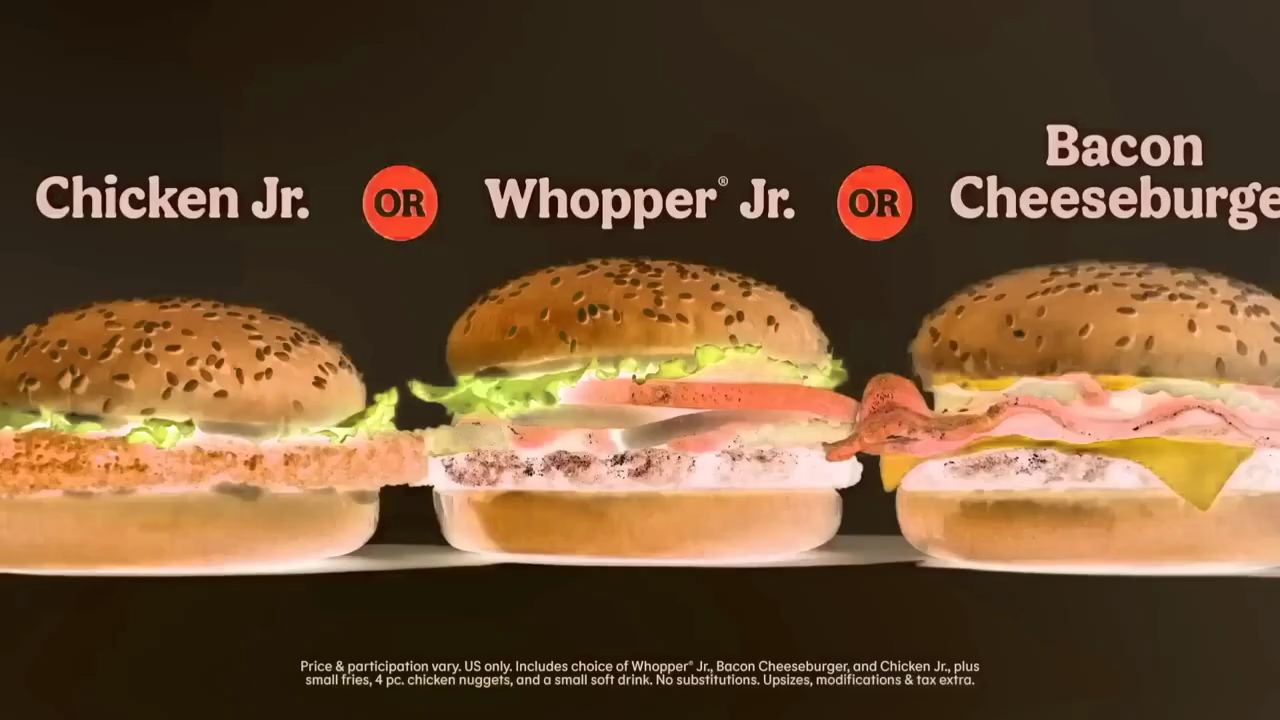 Chicken Jr.
OR
Whopper® Jr.
OR
Bacon
Cheeseburge
Price & participation vary. US only. Includes choice of Whopper® Jr., Bacon Cheeseburger, and Chicken Jr., plus
small fries, 4 pc. chicken nuggets, and a small soft drink. No substitutions. Upsizes, modifications & tax extra.